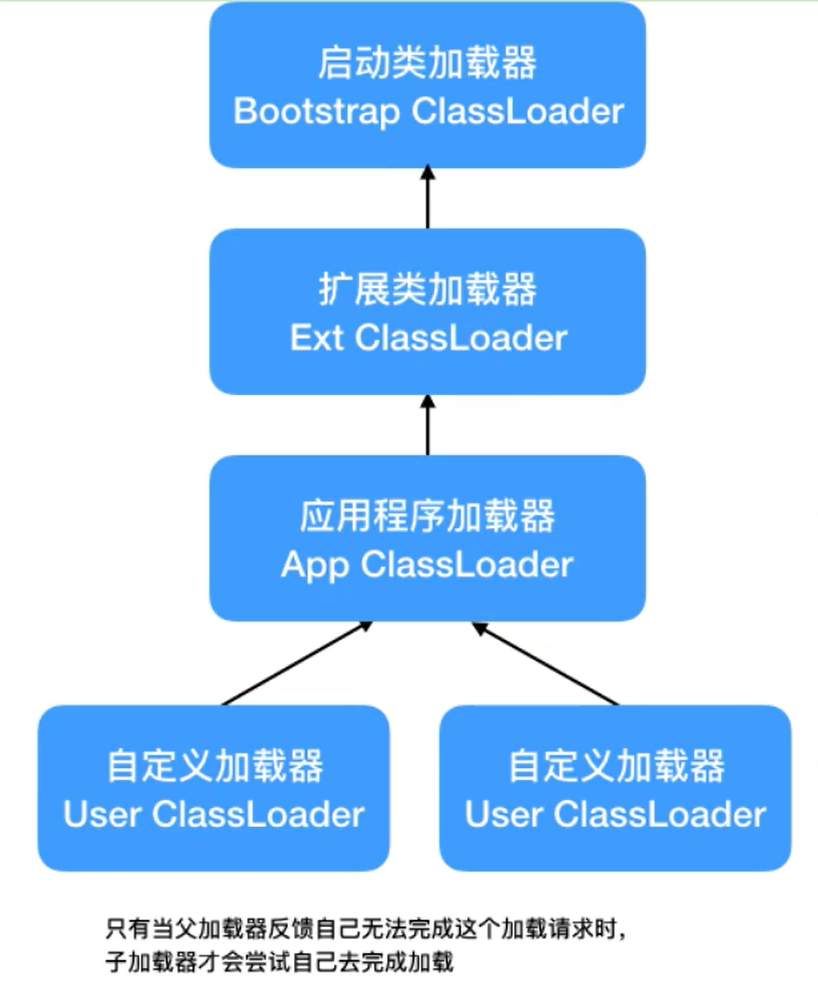 启动类加载器
Bootstrap ClassLoader
扩展类加载器
Ext ClassLoader
应用程序加载器
App ClassLoader
自定义加载器
User ClassLoader
自定义加载器
User ClassLoader
只有当父加载器反馈自己无法完成这个加载请求时,
子加载器才会尝试自己去完成加载